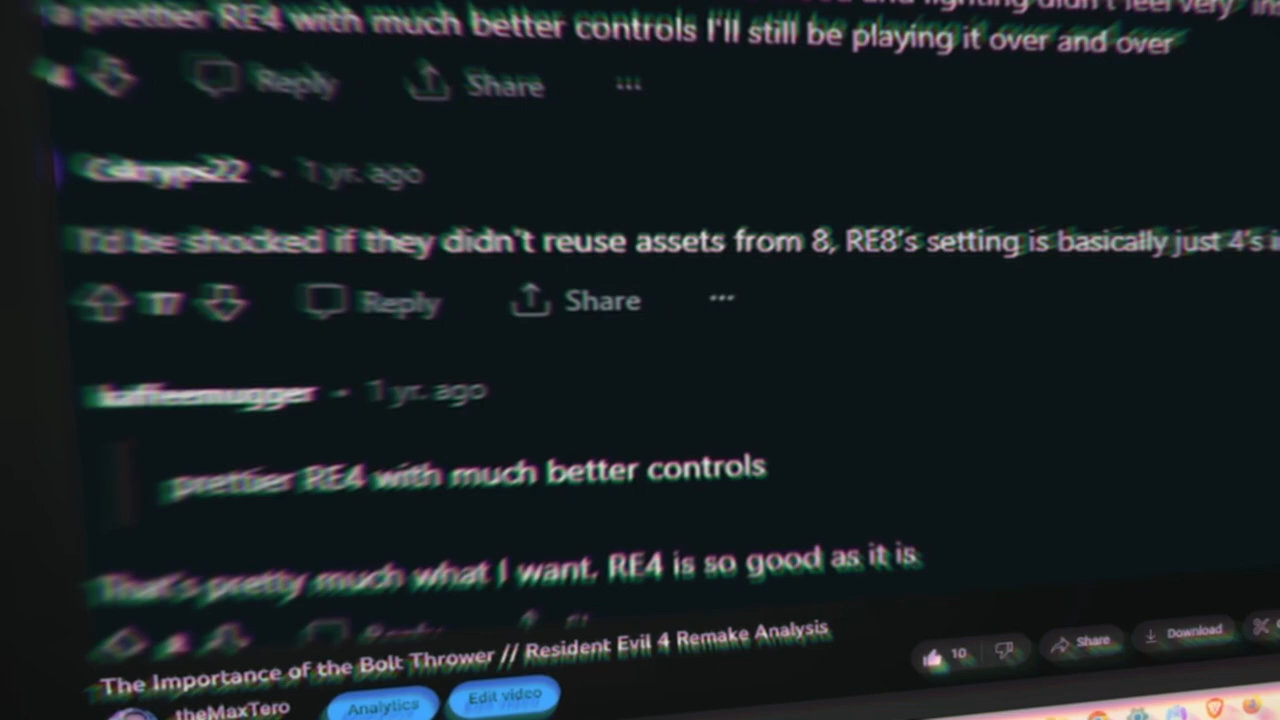 prettier RE4 with much better controls I'll still be playing it over and over
Reply Share ...
1 yr. ago
I'd be shocked if they didn't reuse assets from 8, RE8's setting is basically just 4's
17 Reply Share ...
1 yr. ago
prettier RE4 with much better controls
That's pretty much what I want. RE4 is so good as it is
The Importance of the Bolt Thrower // Resident Evil 4 Remake Analysis
10 Share Download
theMaxTero Analytics Edit video